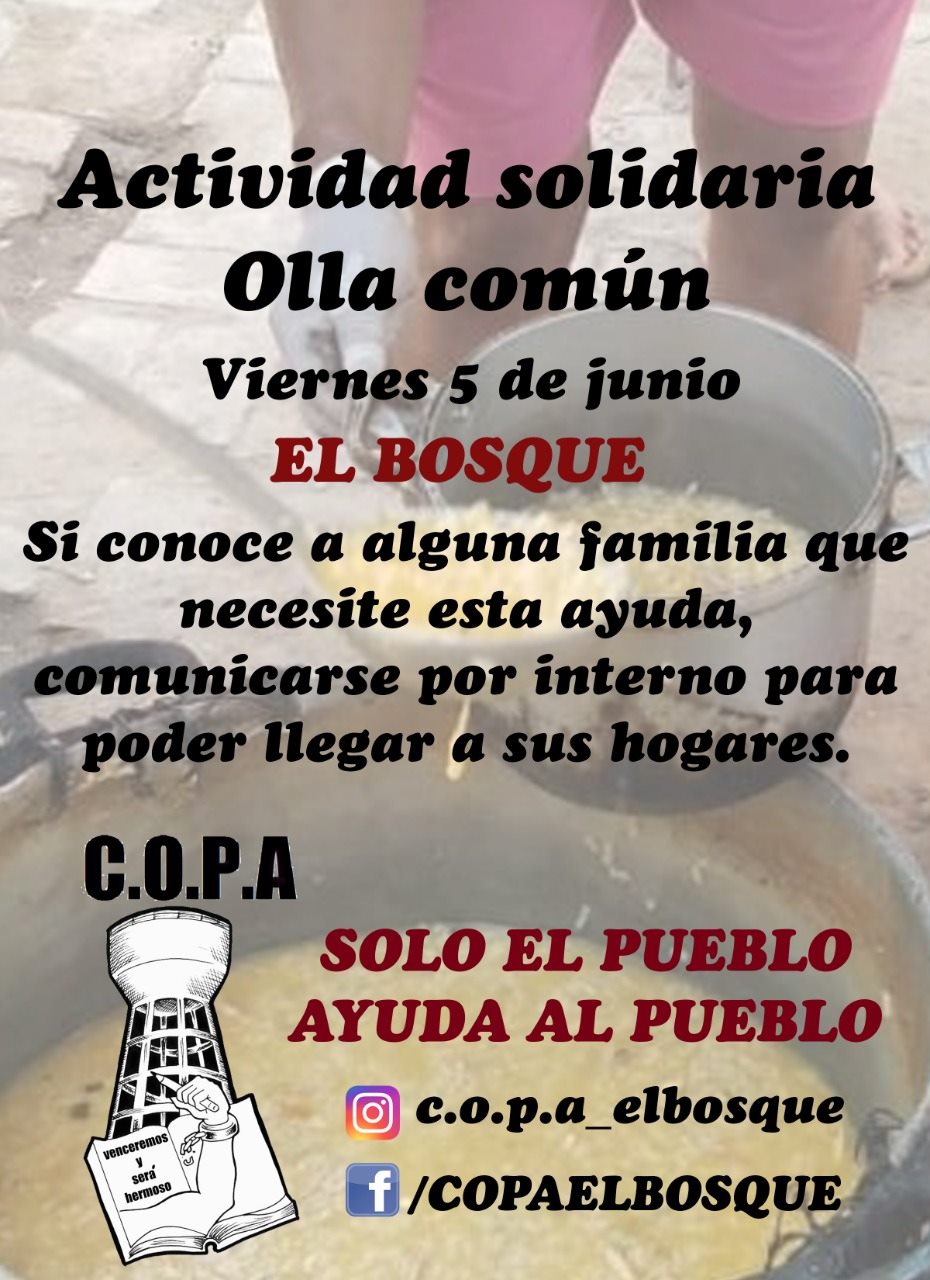 Actividad solidaria
Olla común
Viernes 5 de junio
EL BOSQUE
Si conoce a alguna familia que
necesite esta ayuda,
comunicarse por interno para
poder llegar a sus hogares.
C.O.P.A
SOLO EL PUEBLO
AYUDA AL PUEBLO
venceremos
y
será
hermoso
c.o.p.a_elbosque
f /COPAELBOSQUE